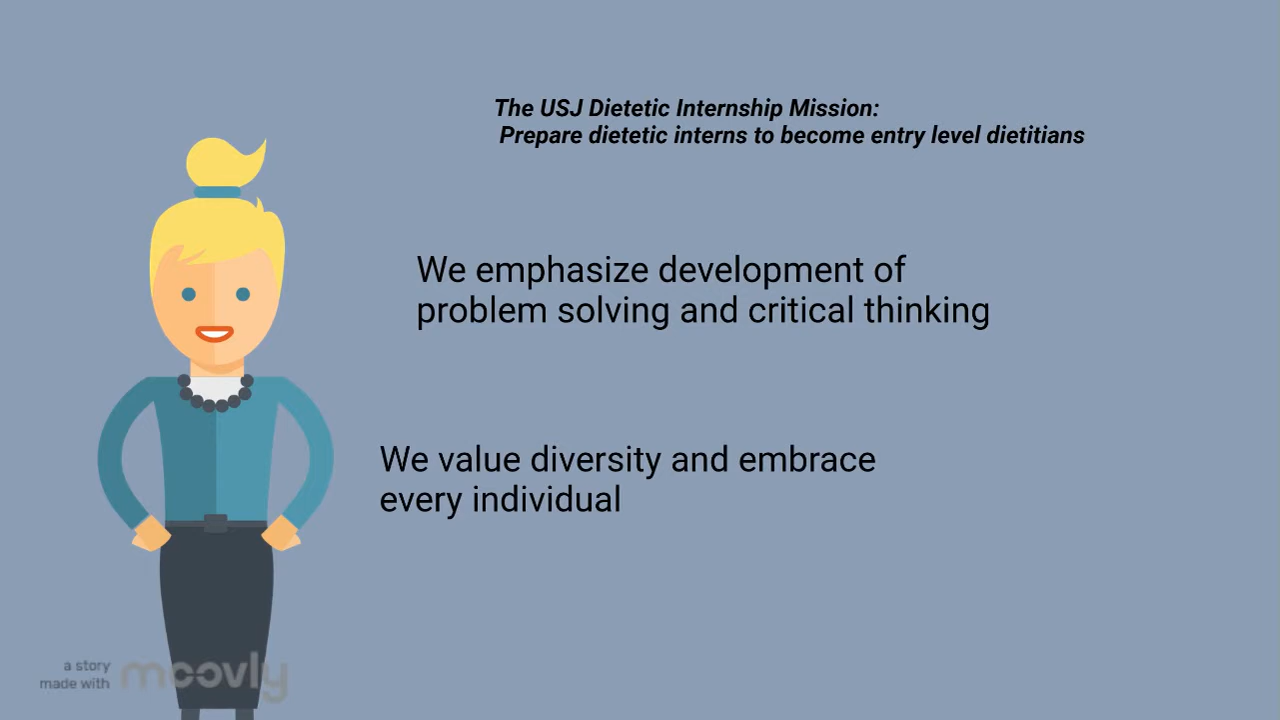 The USJ Dietetic Internship Mission:
Prepare dietetic interns to become entry level dietitians
We emphasize development of
problem solving and critical thinking
We value diversity and embrace
every individual
a story
made with moovly